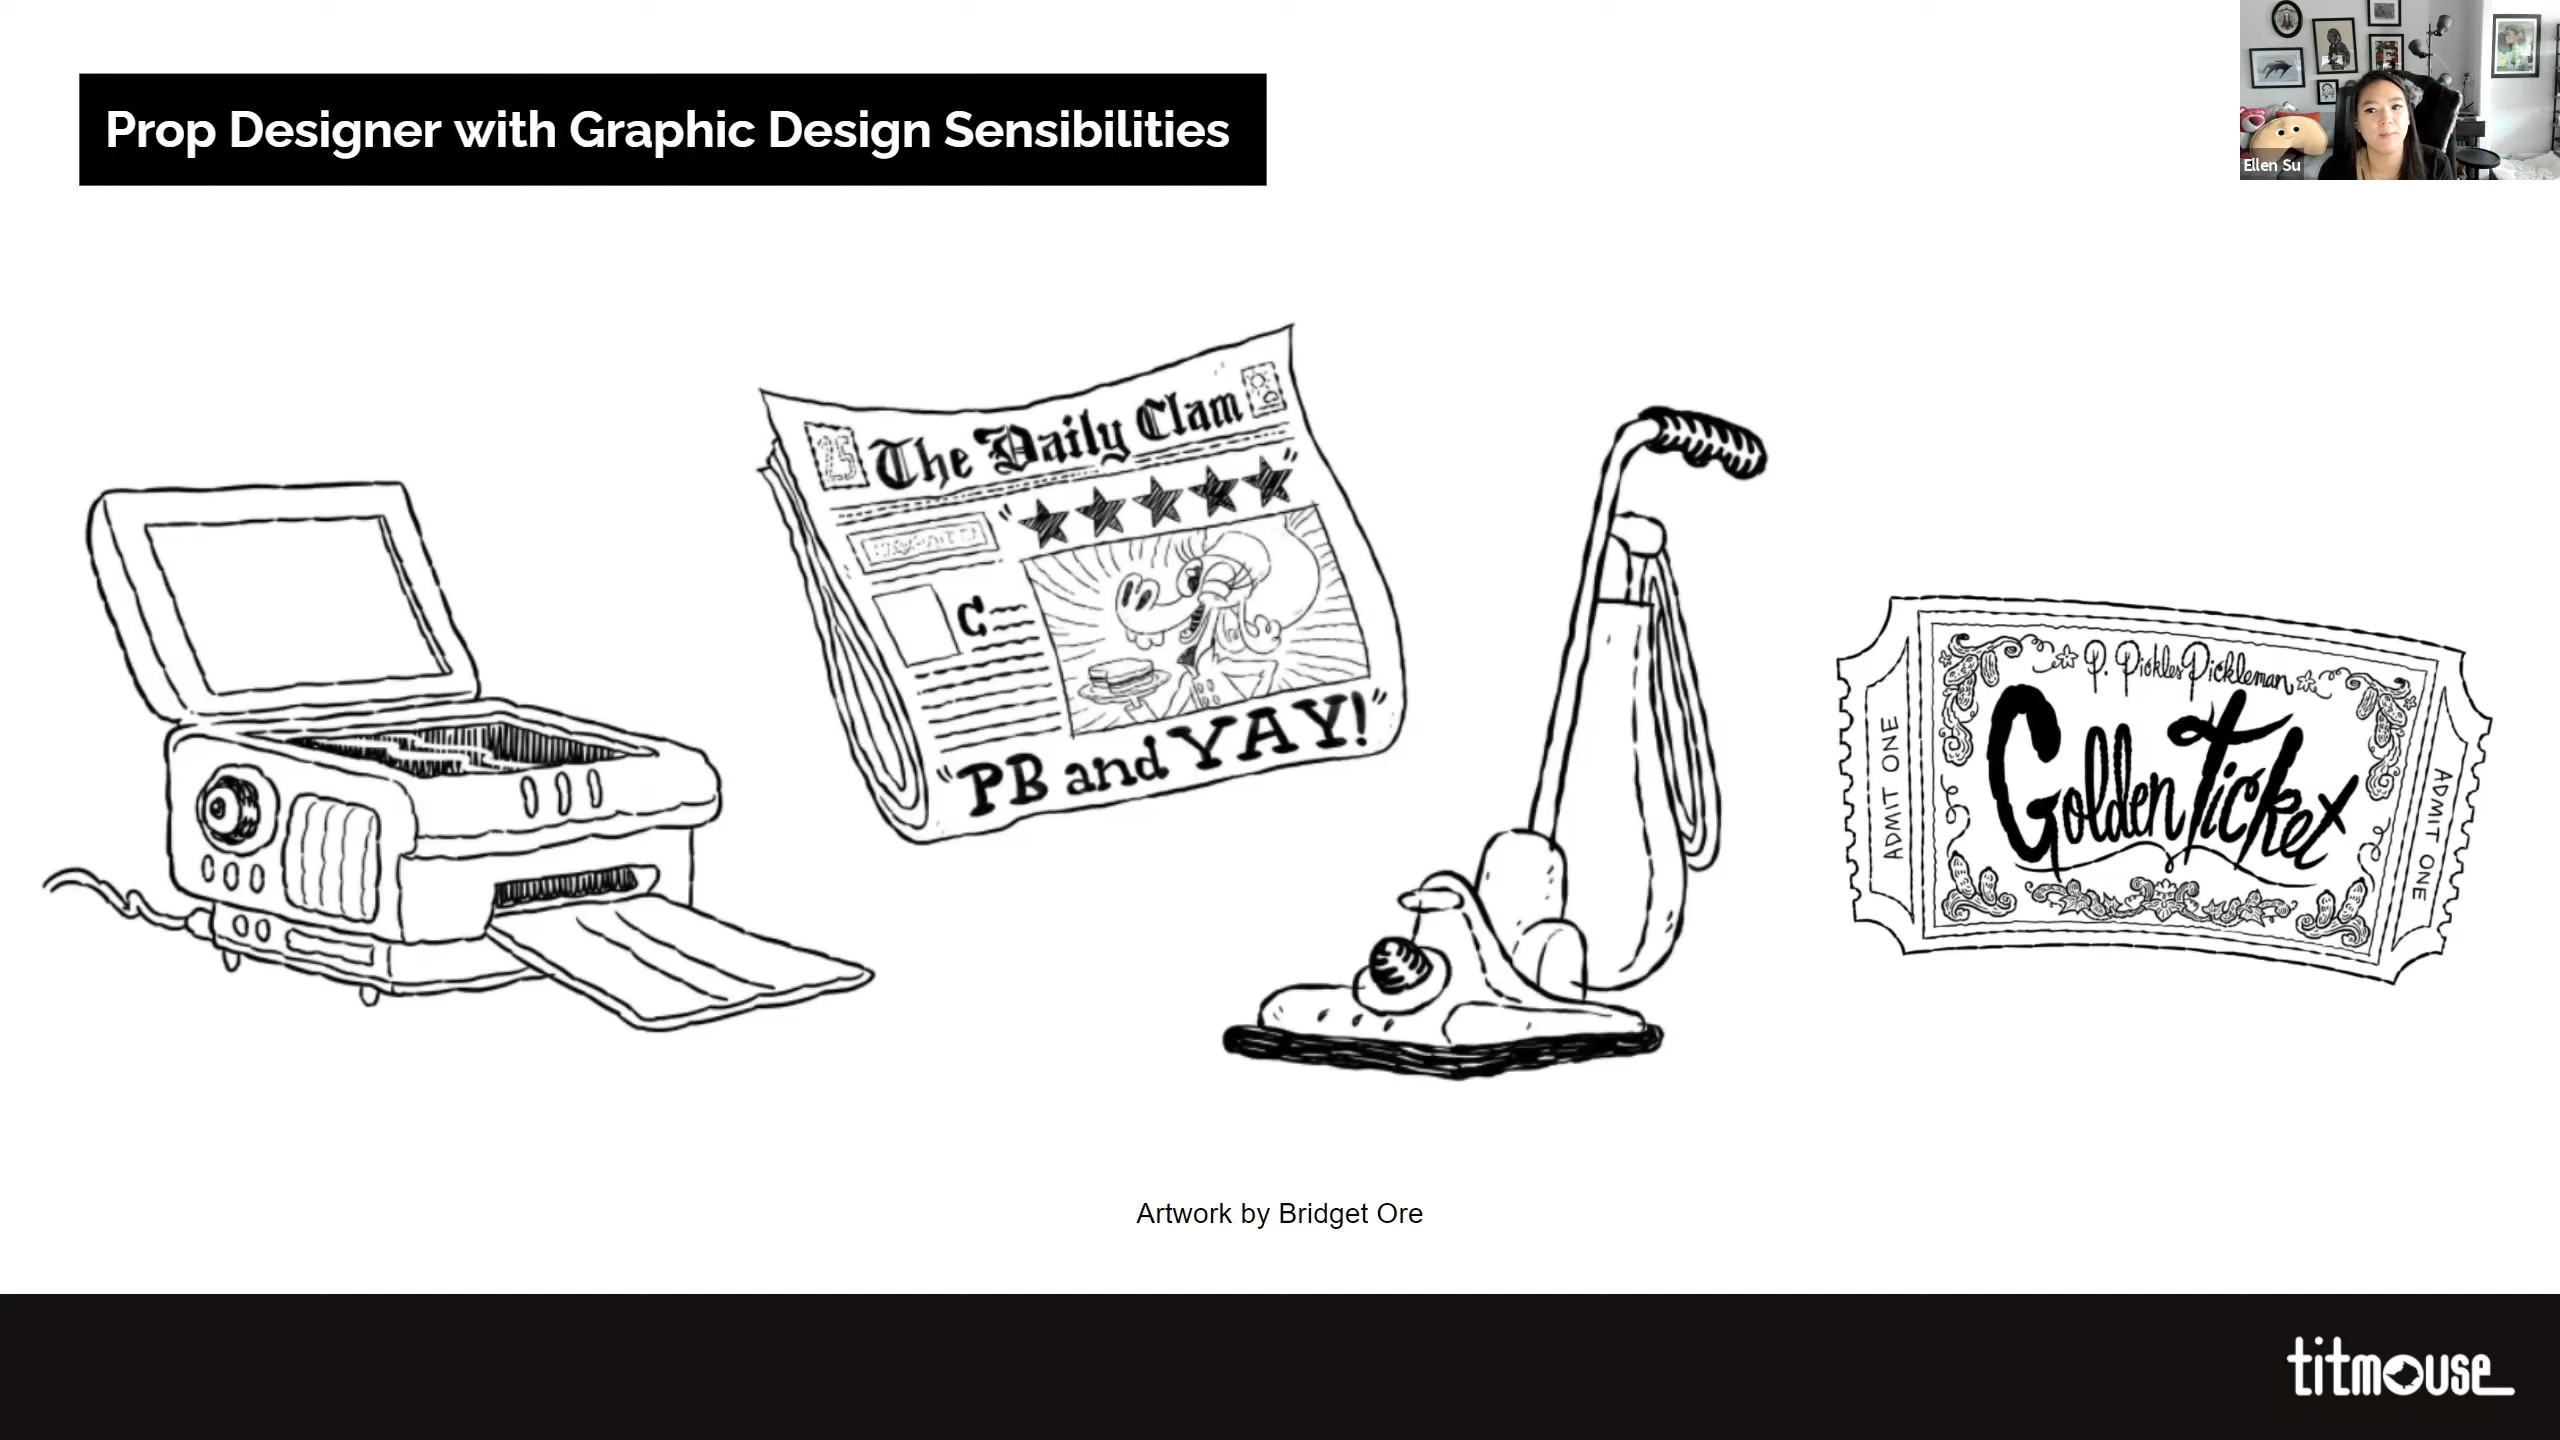 Prop Designer with Graphic Design Sensibilities
Ellen Su
25
The Daily Clam
"★★★★★"
C
"PB and YAY!"
P. Pickles Pickleman
Golden Ticket
ADMIT ONE
ADMIT ONE
Artwork by Bridget Ore
titmouse